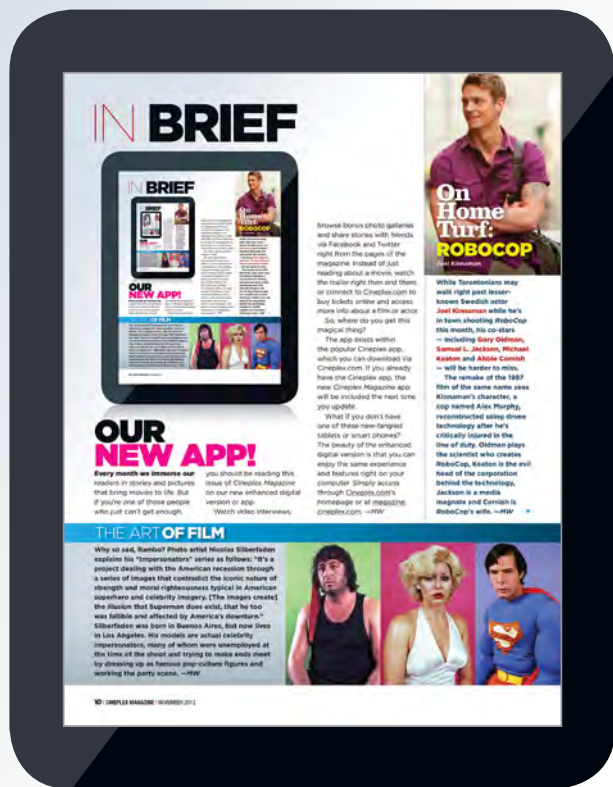 IN BRIEF
IN BRIEF
On
Home
Turf:
ROBOCOP
OUR
NEW APP!
THE ART OF FILM
OUR
NEW APP!
Every month we immerse our
readers in stories and pictures
that bring movies to life. But
if you're one of those people
who just can't get enough,
you should be reading this
issue of Cineplex Magazine
on our new enhanced digital
version or app.
Watch video interviews,
browse bonus photo galleries
and share stories with friends
via Facebook and Twitter
right from the pages of the
magazine. Instead of just
reading about a movie, watch
the trailer right then and there,
or connect to Cineplex.com to
buy tickets online and access
more info about a film or actor.
So, where do you get this
magical thing?
The app exists within
the popular Cineplex app,
which you can download via
Cineplex.com. If you already
have the Cineplex app, the
new Cineplex Magazine app
will be included the next time
you update.
What if you don't have
one of these new-fangled
tablets or smart phones?
The beauty of the enhanced
digital version is that you can
enjoy the same experience
and features right on your
computer. Simply access
through Cineplex.com's
homepage or at magazine.
cineplex.com. —MW
On
Home
Turf:
ROBOCOP
Joel Kinnaman
While Torontonians may
walk right past lesser-
known Swedish actor
Joel Kinnaman while he's
in town shooting RoboCop
this month, his co-stars
— including Gary Oldman,
Samuel L. Jackson, Michael
Keaton and Abbie Cornish
— will be harder to miss.
The remake of the 1987
film of the same name sees
Kinnaman's character, a
cop named Alex Murphy,
reconstructed using drone
technology after he's
critically injured in the
line of duty. Oldman plays
the scientist who creates
RoboCop, Keaton is the evil
head of the corporation
behind the technology,
Jackson is a media
magnate and Cornish is
RoboCop's wife. —MW
THE ART OF FILM
Why so sad, Rambo? Photo artist Nicolas Silberfaden
explains his "Impersonators" series as follows: "It's a
project dealing with the American recession through
a series of images that contradict the iconic nature of
strength and moral righteousness typical in American
superhero and celebrity imagery. [The images create]
the illusion that Superman does exist, that he too
was fallible and affected by America's downturn."
Silberfaden was born in Buenos Aires, but now lives
in Los Angeles. His models are actual celebrity
impersonators, many of whom were unemployed at
the time of the shoot and trying to make ends meet
by dressing up as famous pop-culture figures and
working the party scene. —MW
10 | CINEPLEX MAGAZINE | NOVEMBER 2012